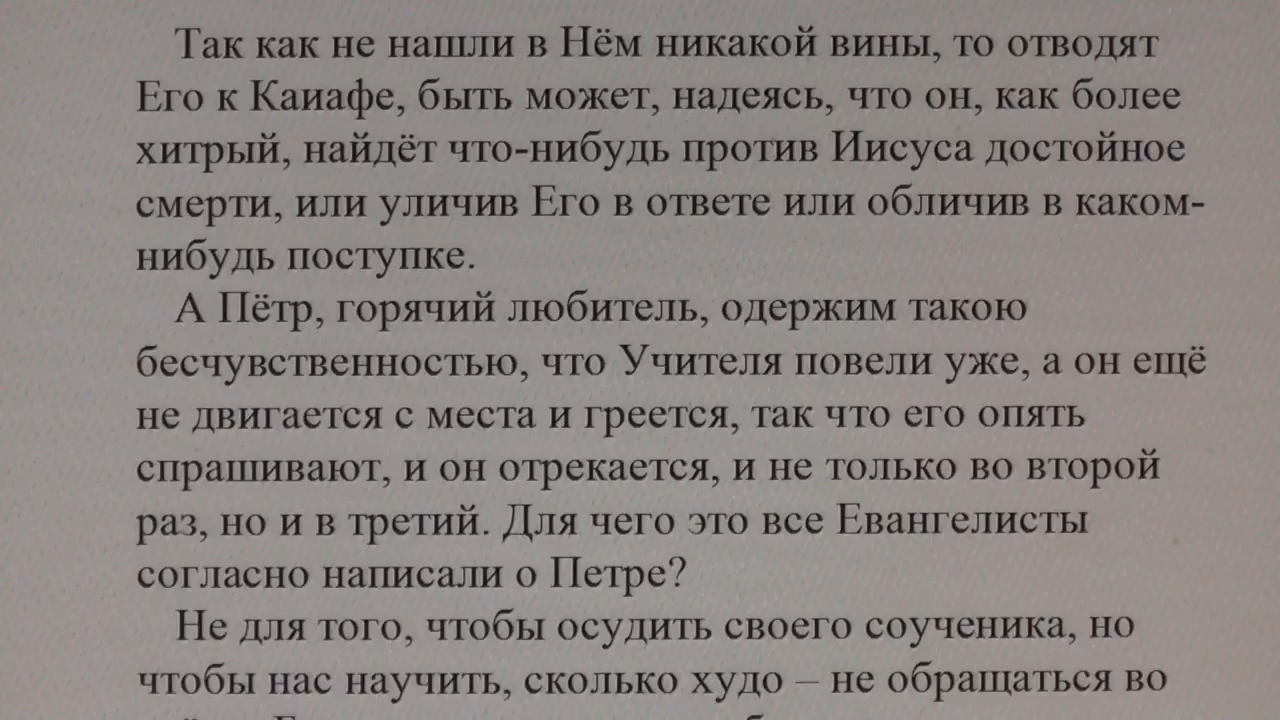 Так как не нашли в Нём никакой вины, то отводят
Его к Каиафе, быть может, надеясь, что он, как более
хитрый, найдёт что-нибудь против Иисуса достойное
смерти, или уличив Его в ответе или обличив в каком-
нибудь поступке.
А Пётр, горячий любитель, одержим такою
бесчувственностью, что Учителя повели уже, а он ещё
не двигается с места и греется, так что его опять
спрашивают, и он отрекается, и не только во второй
раз, но и в третий. Для чего это все Евангелисты
согласно написали о Петре?
Не для того, чтобы осудить своего соученика, но
чтобы нас научить, сколько худо – не обращаться во